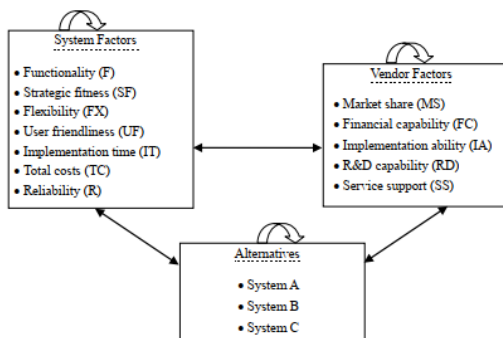 System Factors
• Functionality (F)
• Strategic fitness (SF)
• Flexibility (FX)
• User friendliness (UF)
• Implementation time (IT)
• Total costs (TC)
• Reliability (R)
Vendor Factors
• Market share (MS)
• Financial capability (FC)
• Implementation ability (IA)
• R&D capability (RD)
• Service support (SS)
Alternatives
• System A
• System B
• System C